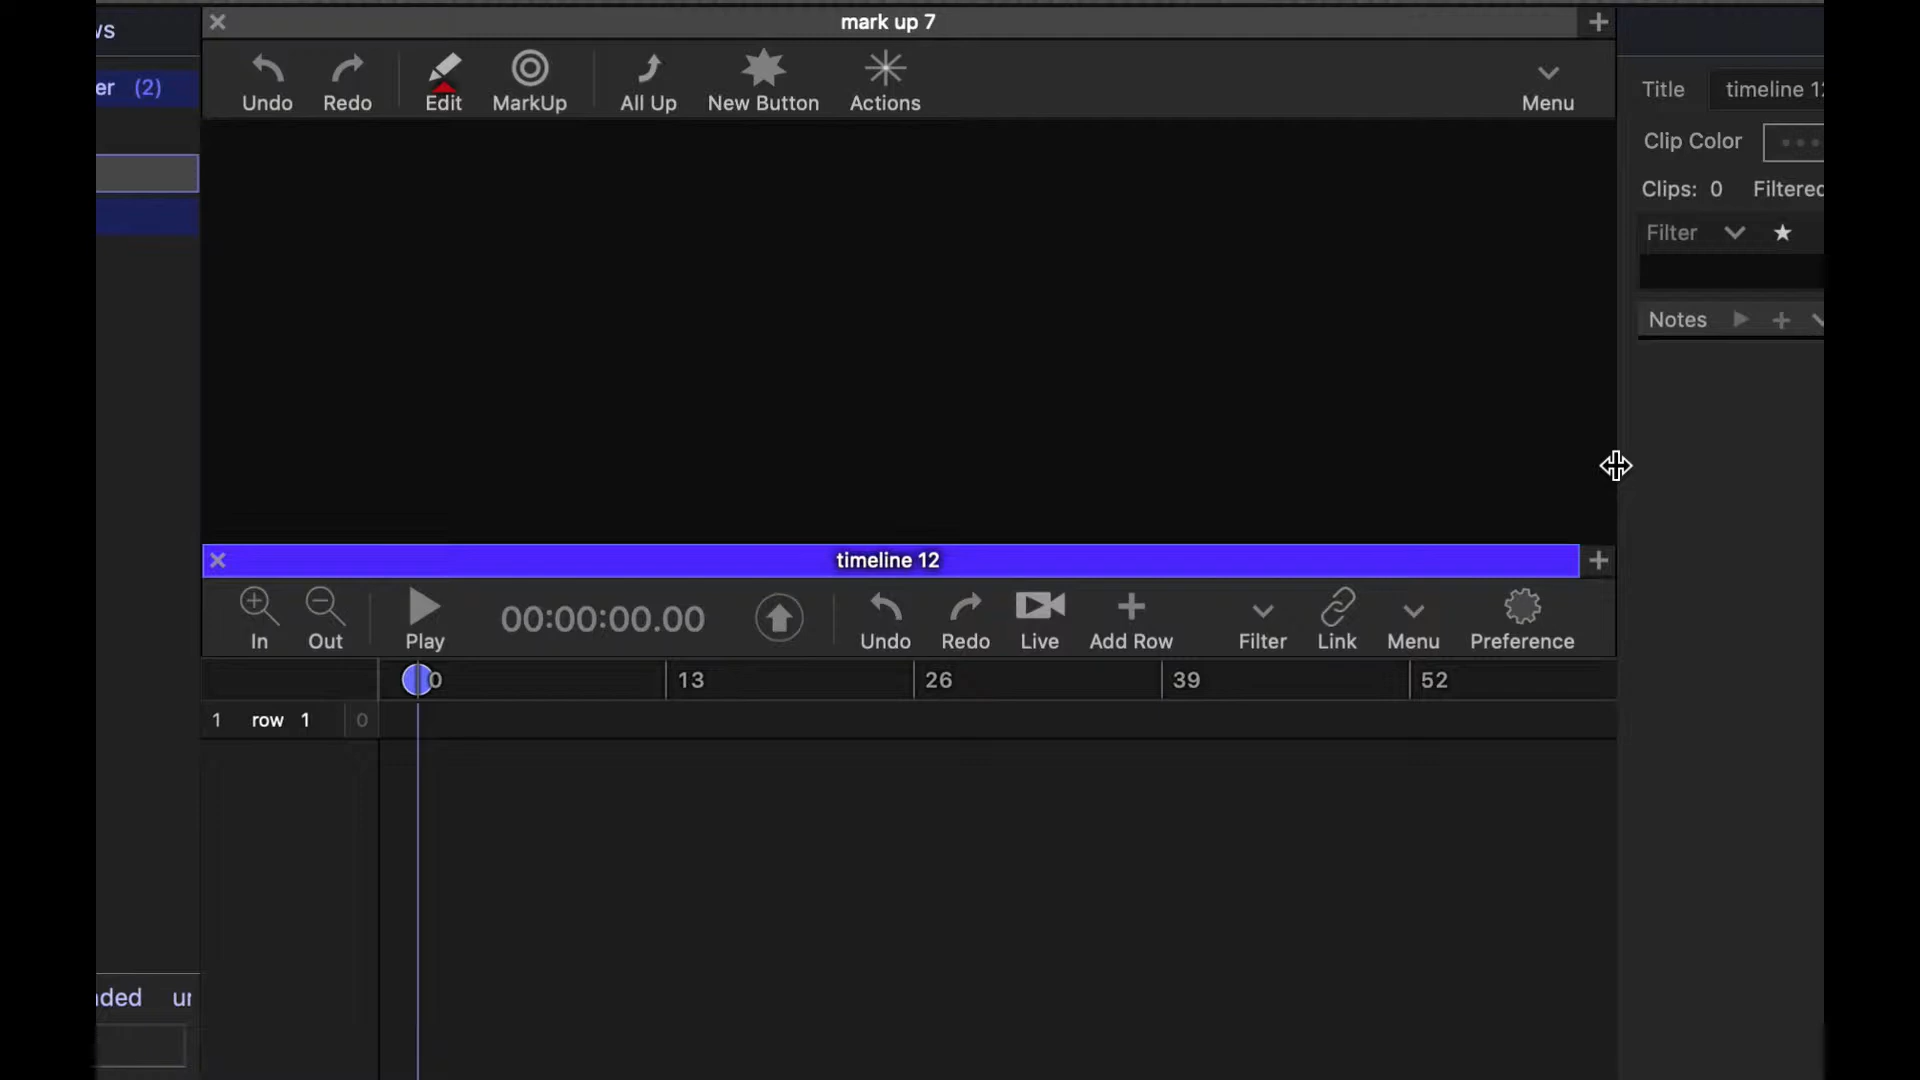 mark up 7
er (2)
Undo Redo Edit MarkUp All Up New Button Actions Menu
Title timeline 12
Clip Color
Clips: 0 Filtered
Filter
Notes
timeline 12
In Out Play 00:00:00.00 Undo Redo Live Add Row Filter Link Menu Preference
0 13 26 39 52
1 row 1 0